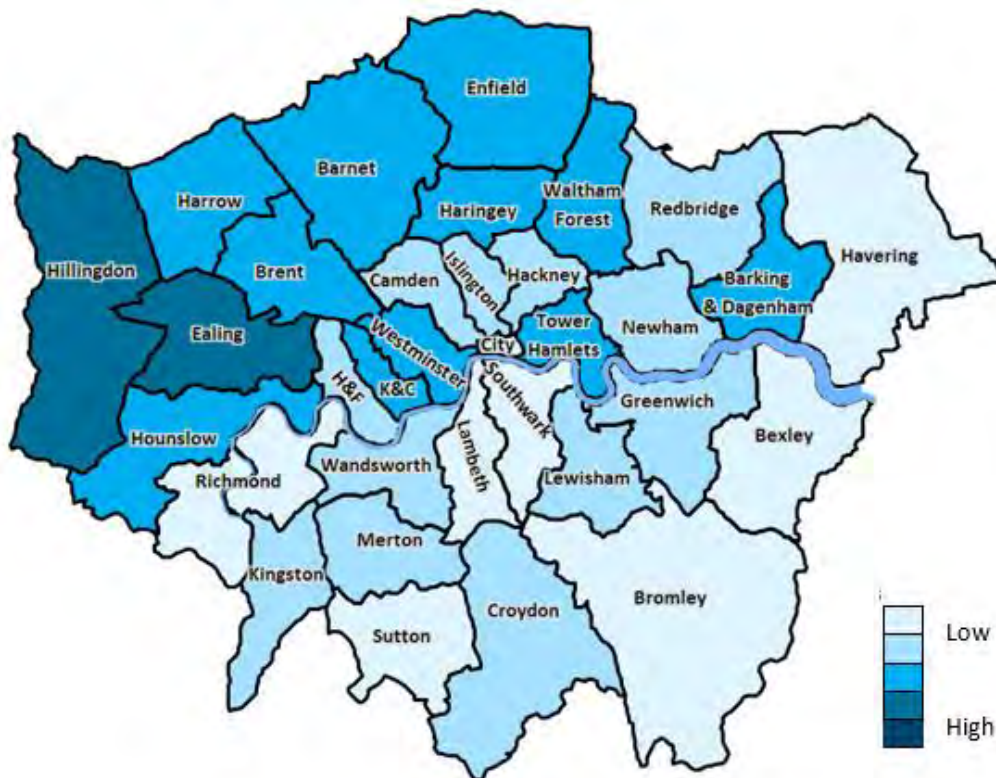 Enfield
Barnet
Harrow
Haringey
Waltham
Forest
Redbridge
Havering
Hillingdon
Brent
Camden
Islington
Hackney
Barking
& Dagenham
Ealing
Westminster
City
Tower
Hamlets
Newham
H&F
K&C
Southwark
Greenwich
Hounslow
Bexley
Richmond
Wandsworth
Lambeth
Lewisham
Merton
Kingston
Croydon
Bromley
Sutton
Low
High